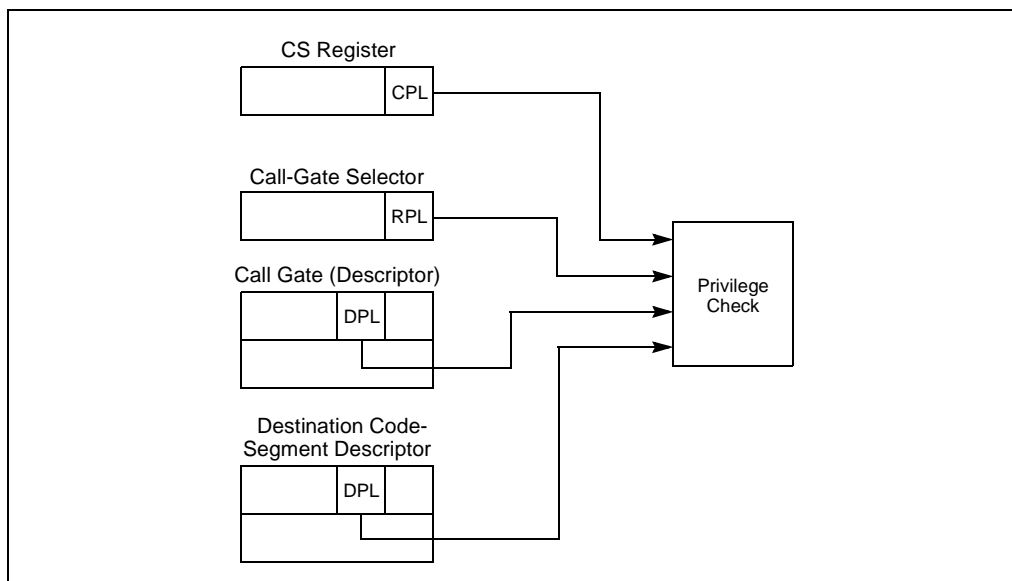 CS Register
CPL
Call-Gate Selector
RPL
Call Gate (Descriptor)
DPL
Privilege
Check
Destination Code-
Segment Descriptor
DPL